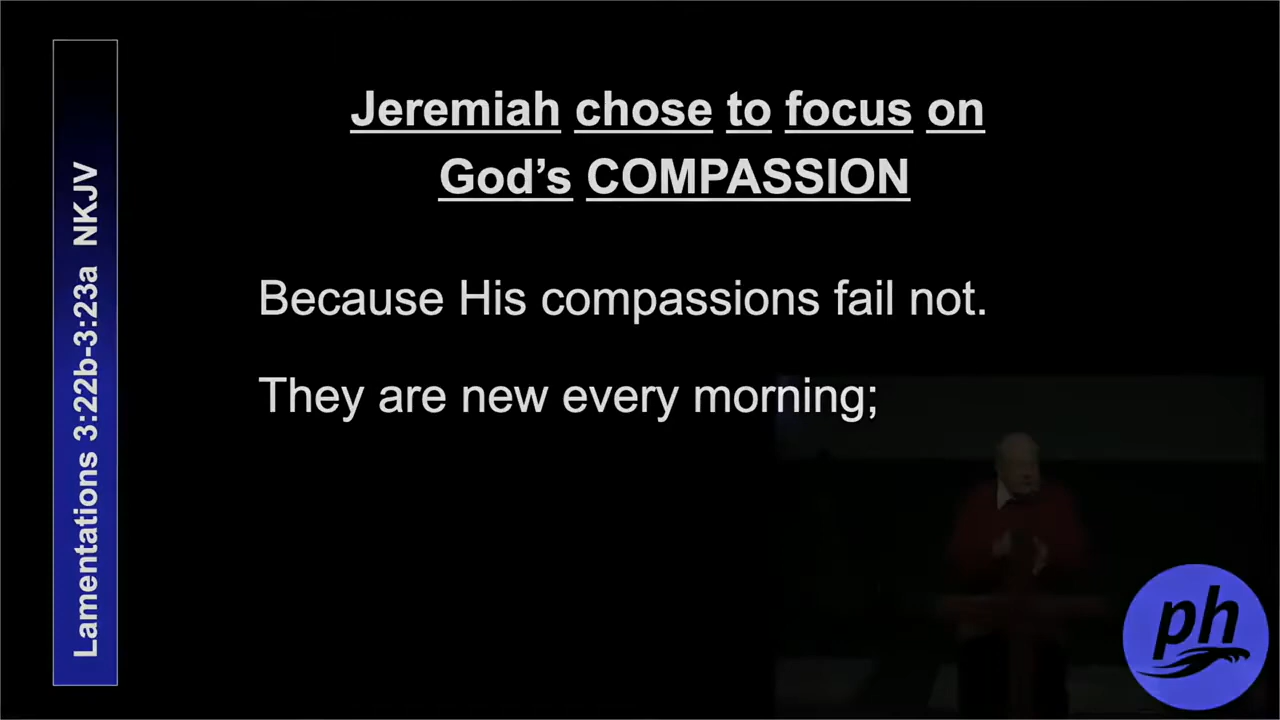 Jeremiah chose to focus on
God's COMPASSION
Because His compassions fail not.
They are new every morning;
Lamentations 3:22b-3:23a NKJV
ph